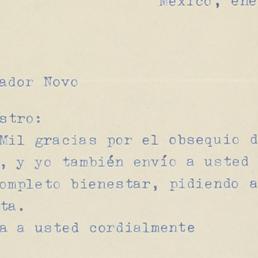 México, ene
ador Novo
stro:
Mil gracias por el obsequio d
, y yo también envío a usted
ompleto bienestar, pidiendo a
ta.
a a usted cordialmente